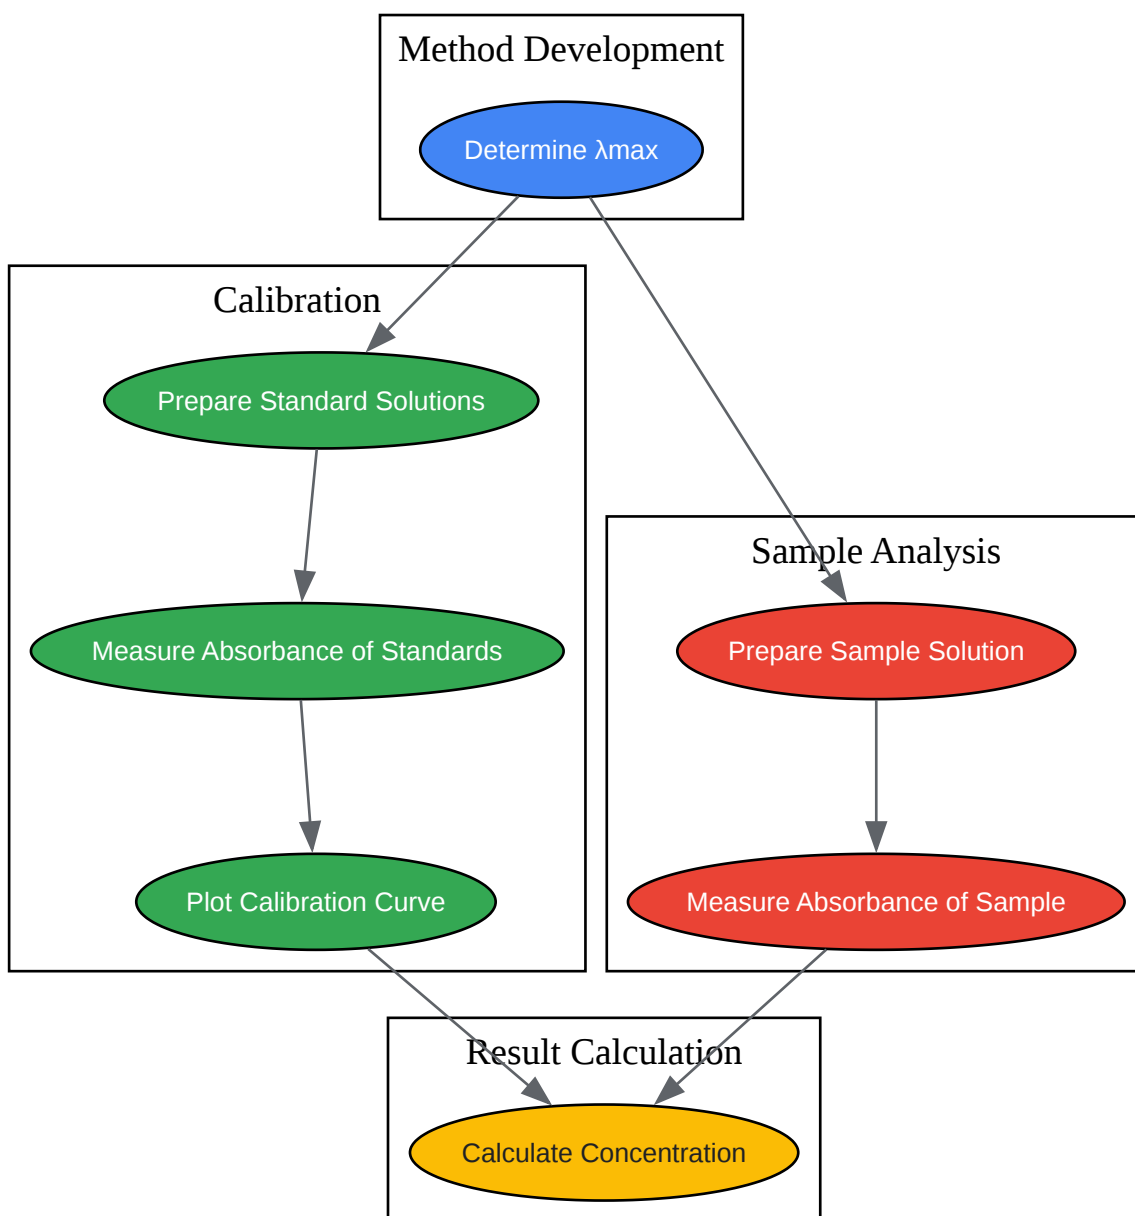 Method Development
Determine λmax
Calibration
Prepare Standard Solutions
Measure Absorbance of Standards
Plot Calibration Curve
Sample Analysis
Prepare Sample Solution
Measure Absorbance of Sample
Result Calculation
Calculate Concentration